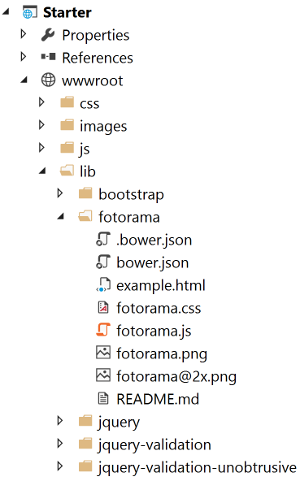 Starter
Properties
References
wwwroot
css
images
js
lib
bootstrap
fotorama
.bower.json
bower.json
example.html
fotorama.css
fotorama.js
fotorama.png
fotorama@2x.png
README.md
jquery
jquery-validation
jquery-validation-unobtrusive